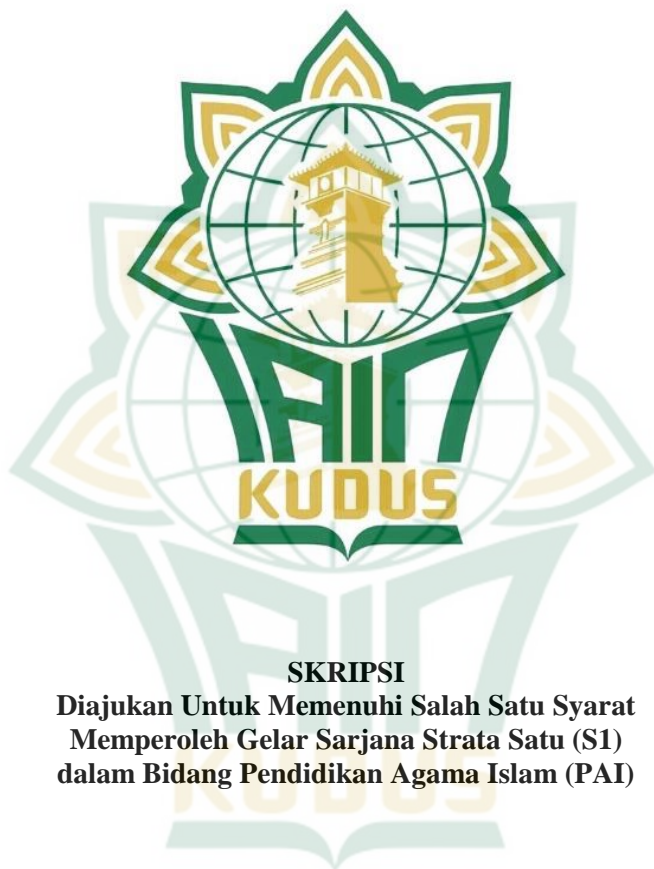 IAIN
KUDUS
SKRIPSI
Diajukan Untuk Memenuhi Salah Satu Syarat
Memperoleh Gelar Sarjana Strata Satu (S1)
dalam Bidang Pendidikan Agama Islam (PAI)